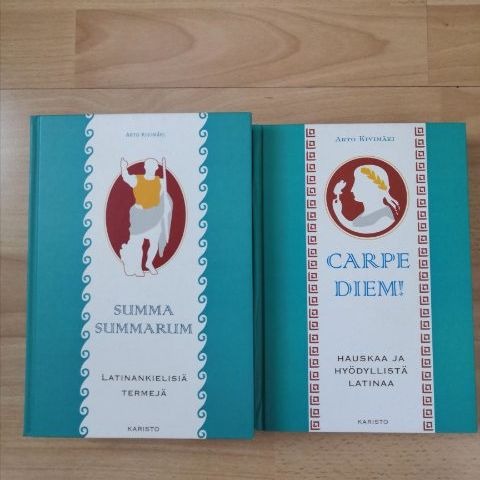 ARTO KIVIMÄKI
SUMMA
SUMMARUM
LATINANKIELISIÄ
TERMEJÄ
KARISTO
ARTO KIVIMÄKI
CARPE
DIEM!
HAUSKAA JA
HYÖDYLLISTÄ
LATINAA
KARISTO